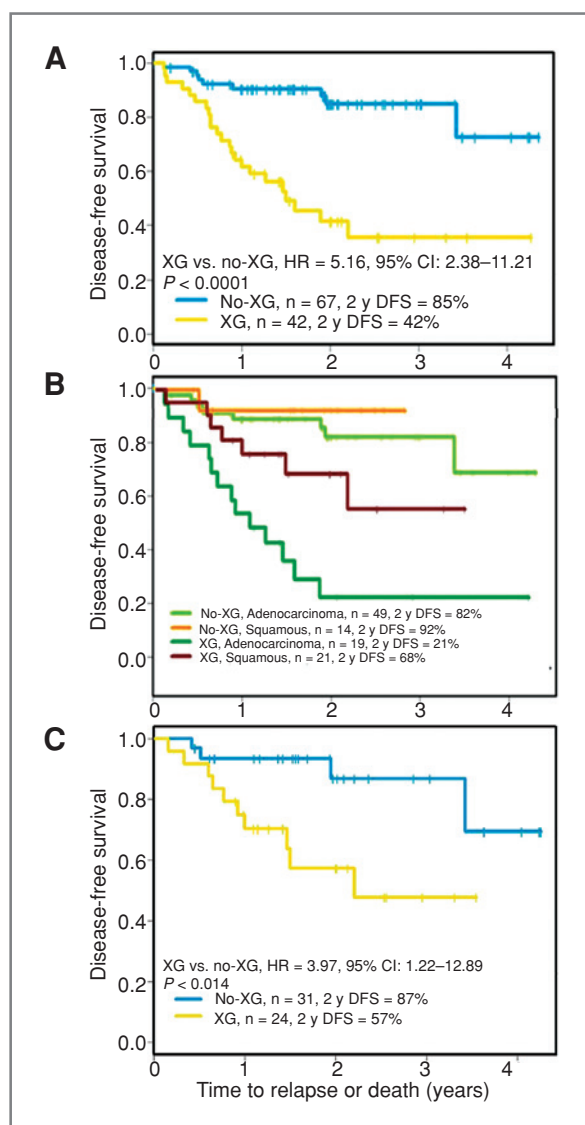 A
Disease-free survival
1.0
0.8
0.6
0.4
0.2
0.0
XG vs. no-XG, HR = 5.16, 95% CI: 2.38–11.21
P < 0.0001
No-XG, n = 67, 2 y DFS = 85%
XG, n = 42, 2 y DFS = 42%
0 1 2 3 4
B
Disease-free survival
1.0
0.8
0.6
0.4
0.2
0.0
No-XG, Adenocarcinoma, n = 49, 2 y DFS = 82%
No-XG, Squamous, n = 14, 2 y DFS = 92%
XG, Adenocarcinoma, n = 19, 2 y DFS = 21%
XG, Squamous, n = 21, 2 y DFS = 68%
0 1 2 3 4
C
Disease-free survival
1.0
0.8
0.6
0.4
0.2
0.0
XG vs. no-XG, HR = 3.97, 95% CI: 1.22–12.89
P < 0.014
No-XG, n = 31, 2 y DFS = 87%
XG, n = 24, 2 y DFS = 57%
0 1 2 3 4
Time to relapse or death (years)